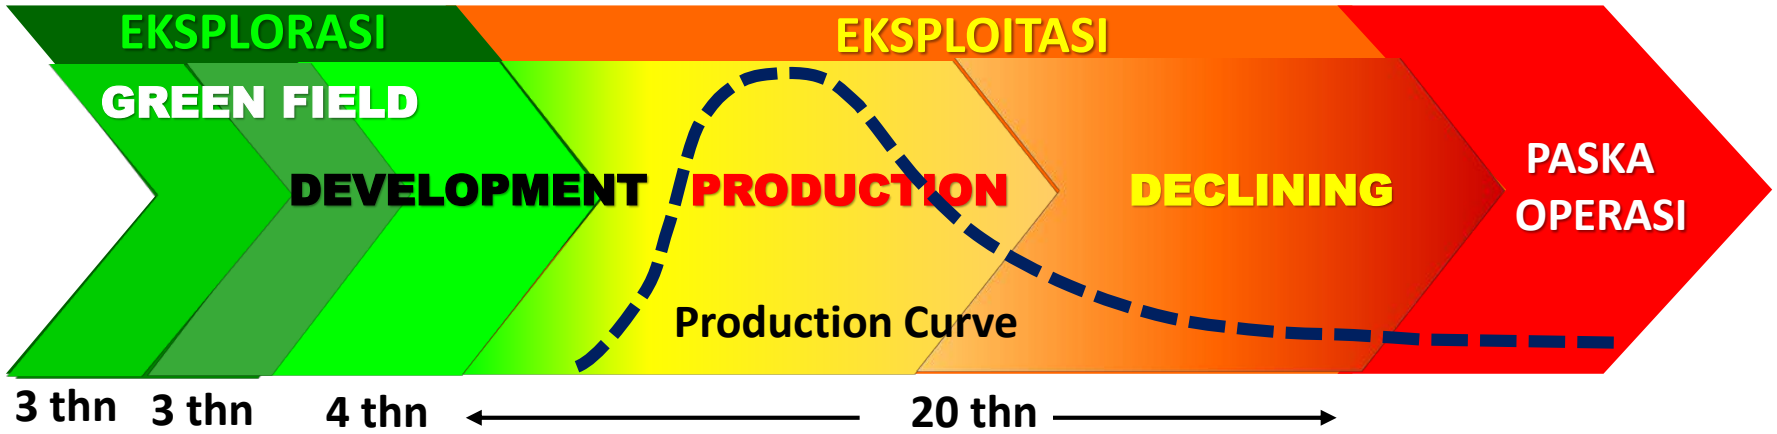 EKSPLORASI
EKSPLOITASI
GREEN FIELD
DEVELOPMENT
PRODUCTION
DECLINING
PASKA
OPERASI
Production Curve
3 thn
3 thn
4 thn
20 thn